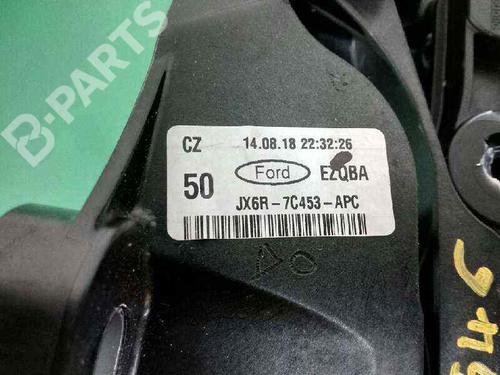 B-PARTS
CZ 14.08.18 22:32:26
50 Ford EZQBA
JX6R-7C453-APC